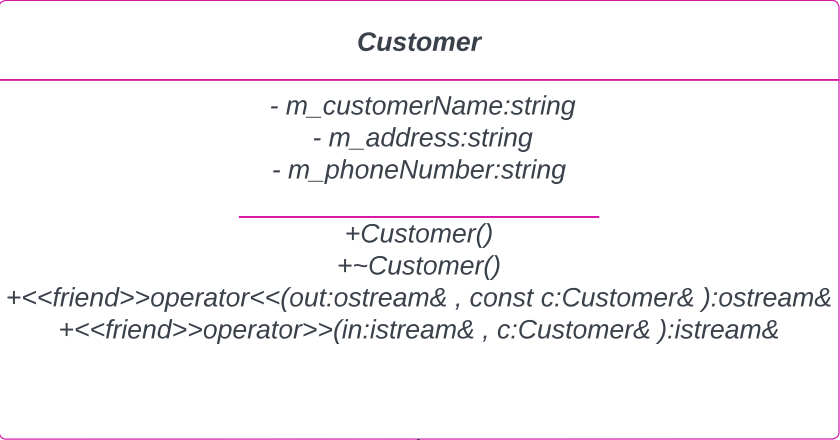 Customer
- m_customerName:string
- m_address:string
- m_phoneNumber:string
+Customer()
+~Customer()
+<<friend>>operator<<(out:ostream& , const c:Customer& ):ostream&
+<<friend>>operator>>(in:istream& , c:Customer& ):istream&